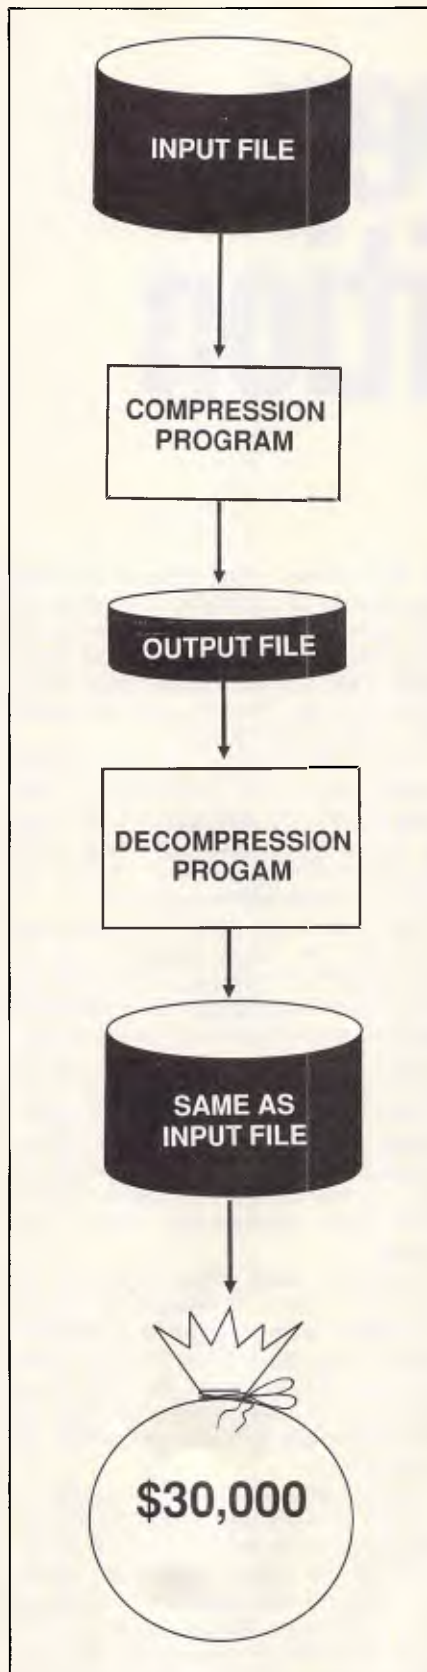 INPUT FILE
COMPRESSION
PROGRAM
OUTPUT FILE
DECOMPRESSION
PROGAM
SAME AS
INPUT FILE
$30,000